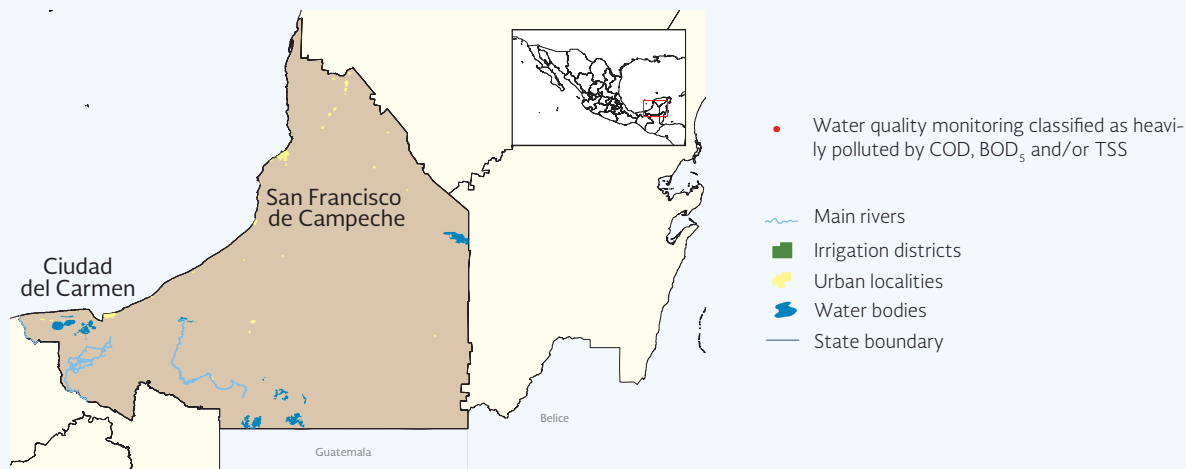 San Francisco
de Campeche
Ciudad
del Carmen
Belice
Guatemala
Water quality monitoring classified as heavi-
ly polluted by COD, BOD₅ and/or TSS
Main rivers
Irrigation districts
Urban localities
Water bodies
State boundary